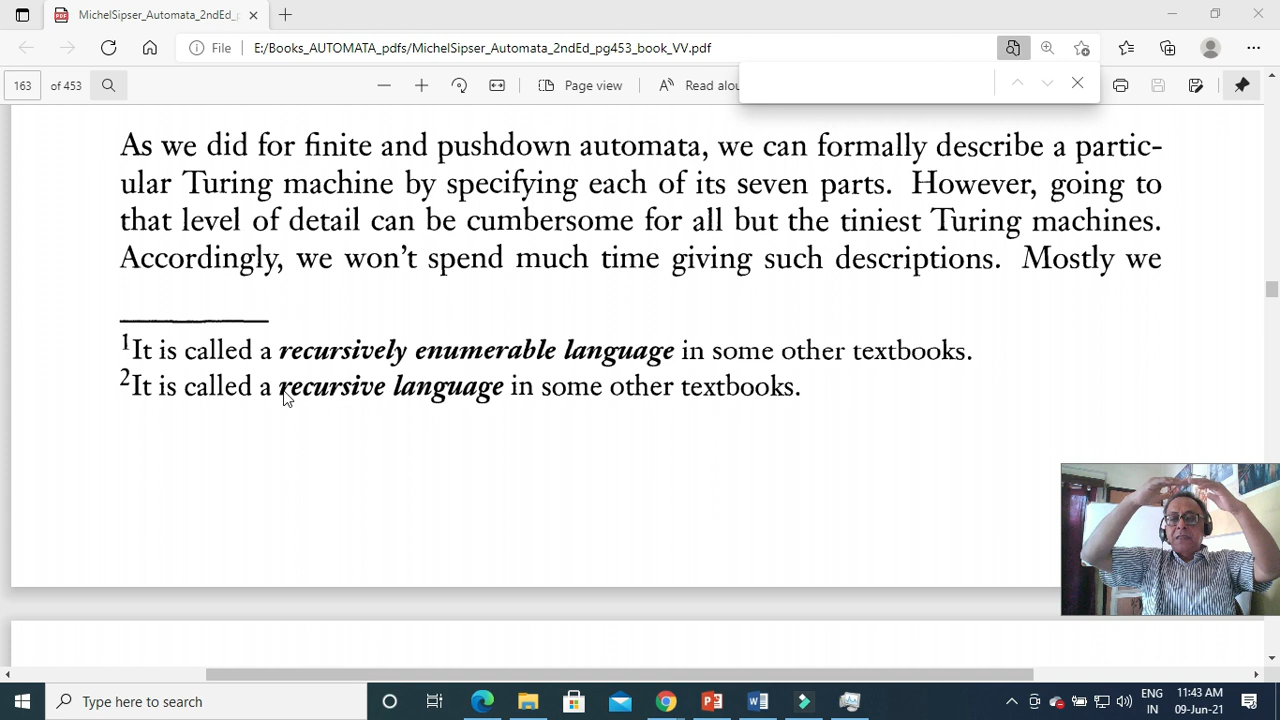 MichelSipser_Automata_2ndEd_p
File E:/Books_AUTOMATA_pdfs/MichelSipser_Automata_2ndEd_pg453_book_VV.pdf
163 of 453 Page view Read alou
As we did for finite and pushdown automata, we can formally describe a partic-
ular Turing machine by specifying each of its seven parts. However, going to
that level of detail can be cumbersome for all but the tiniest Turing machines.
Accordingly, we won't spend much time giving such descriptions. Mostly we
1It is called a recursively enumerable language in some other textbooks.
2It is called a recursive language in some other textbooks.
Type here to search
ENG 11:43 AM
IN 09-Jun-21